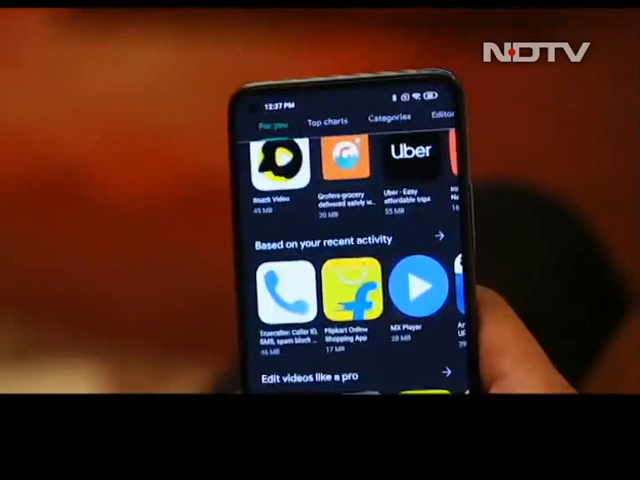 NDTV
12:37 PM
For you Top charts Categories Editor
Snack Video
45 MB
Grofers-grocery
delivered safely w...
20 MB
Uber
Uber - Easy
affordable trips
55 MB
Based on your recent activity
Truecaller: Caller ID,
SMS, spam block ...
46 MB
Flipkart Online
Shopping App
17 MB
MX Player
28 MB
Edit videos like a pro